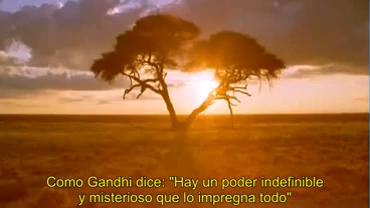 Como Gandhi dice: "Hay un poder indefinible
y misterioso que lo impregna todo"